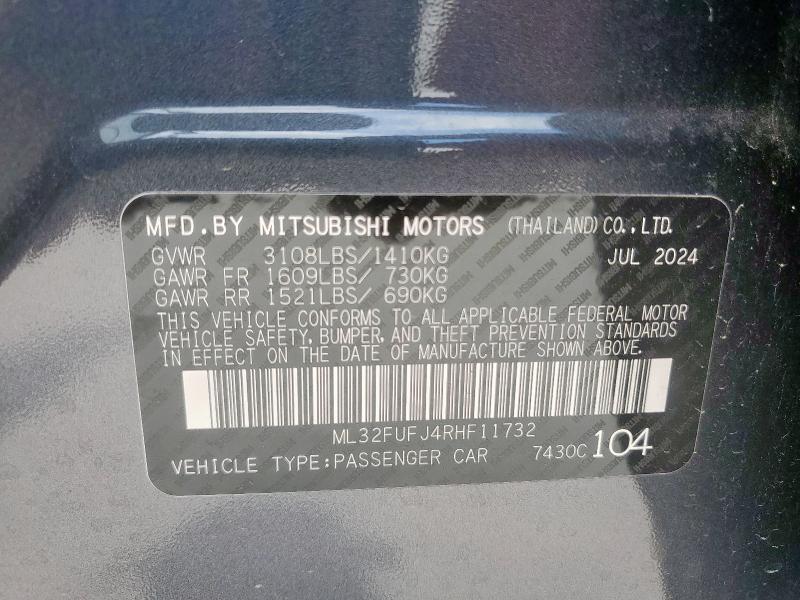 MFD. BY MITSUBISHI MOTORS (THAILAND) CO., LTD.
GVWR 3108LBS/1410KG JUL 2024
GAWR FR 1609LBS/ 730KG
GAWR RR 1521LBS/ 690KG
THIS VEHICLE CONFORMS TO ALL APPLICABLE FEDERAL MOTOR
VEHICLE SAFETY, BUMPER, AND THEFT PREVENTION STANDARDS
IN EFFECT ON THE DATE OF MANUFACTURE SHOWN ABOVE.
ML32FUFJ4RHF11732
VEHICLE TYPE:PASSENGER CAR 7430C 104